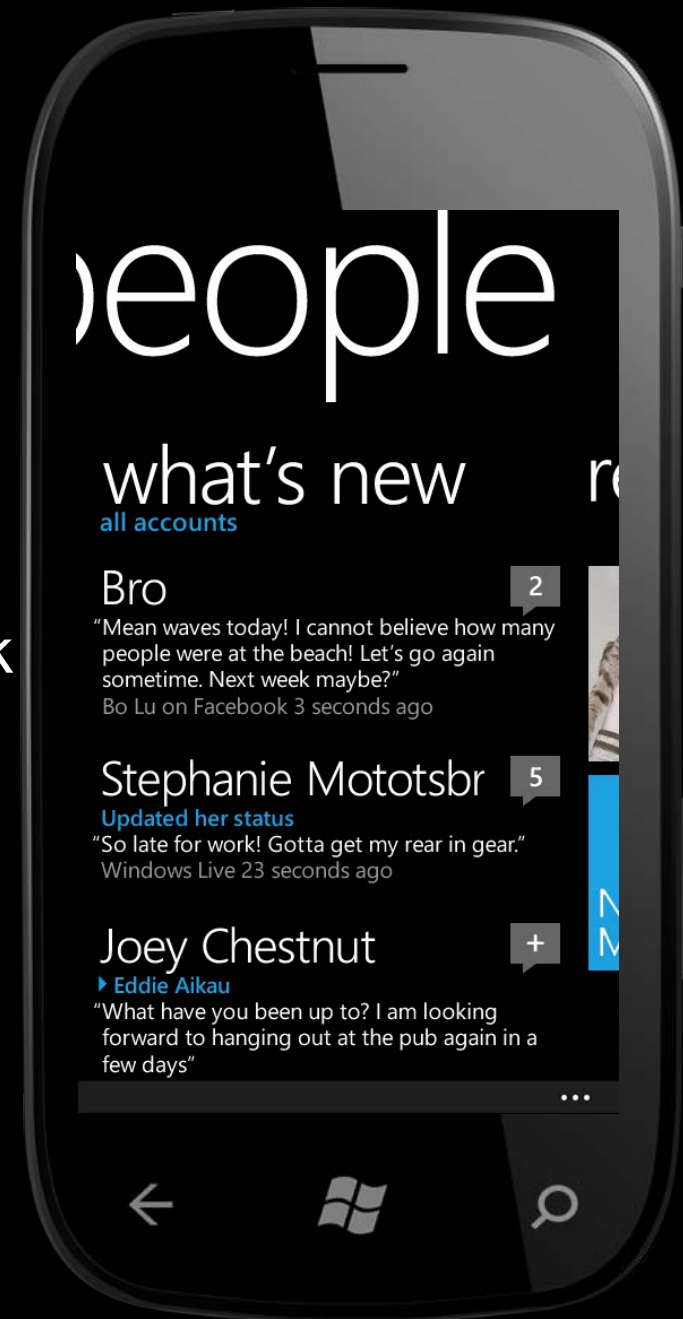 people
what's new
all accounts
Bro
2
“Mean waves today! I cannot believe how many
people were at the beach! Let's go again
sometime. Next week maybe?”
Bo Lu on Facebook 3 seconds ago
Stephanie Mototsbr
5
Updated her status
“So late for work! Gotta get my rear in gear.”
Windows Live 23 seconds ago
Joey Chestnut
+
Eddie Aikau
“What have you been up to? I am looking
forward to hanging out at the pub again in a
few days”